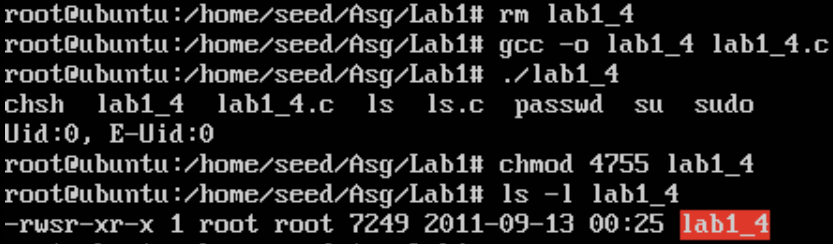 root@ubuntu:/home/seed/Asg/Lab1# rm lab1_4
root@ubuntu:/home/seed/Asg/Lab1# gcc -o lab1_4 lab1_4.c
root@ubuntu:/home/seed/Asg/Lab1# ./lab1_4
chsh  lab1_4  lab1_4.c  ls  ls.c  passwd  su  sudo
Uid:0, E-Uid:0
root@ubuntu:/home/seed/Asg/Lab1# chmod 4755 lab1_4
root@ubuntu:/home/seed/Asg/Lab1# ls -l lab1_4
-rwsr-xr-x 1 root root 7249 2011-09-13 00:25 lab1_4